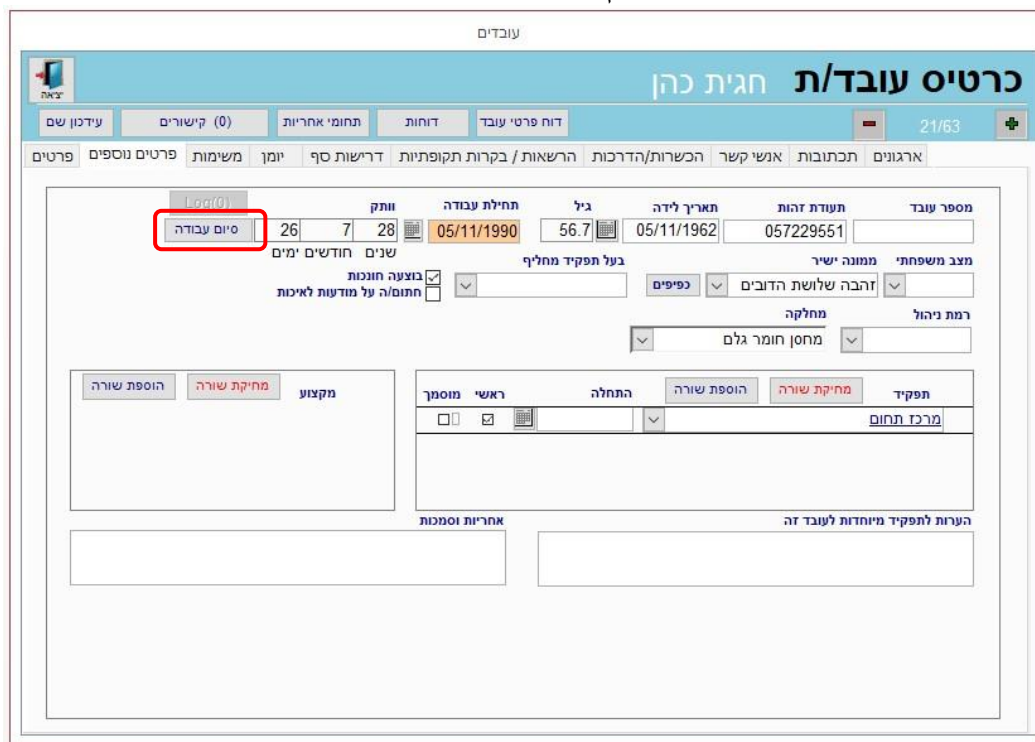 עובדים
כרטיס עובד/ת חגית כהן
יציאה
21/63 דוח פרטי עובד דוחות תחומי אחריות (0) קישורים עידכון שם
ארגונים תכתובות אנשי קשר הכשרות/הדרכות הרשאות / בקרות תקופתיות דרישות סף יומן משימות פרטים נוספים פרטים
Log(0)
מספר עובד תעודת זהות תאריך לידה גיל תחילת עבודה וותק
057229551 05/11/1962 56.7 05/11/1990 28 7 26 סיום עבודה
שנים חודשים ימים
מצב משפחתי ממונה ישיר בעל תפקיד מחליף
זהבה שלושת הדובים כפיפים
בוצעה חונכות
חתום/ה על מודעות לאיכות
רמת ניהול מחלקה
מחסן חומר גלם
תפקיד מחיקת שורה הוספת שורה התחלה ראשי מוסמך
מרכז תחום
מקצוע מחיקת שורה הוספת שורה
הערות לתפקיד מיוחדות לעובד זה אחריות וסמכות